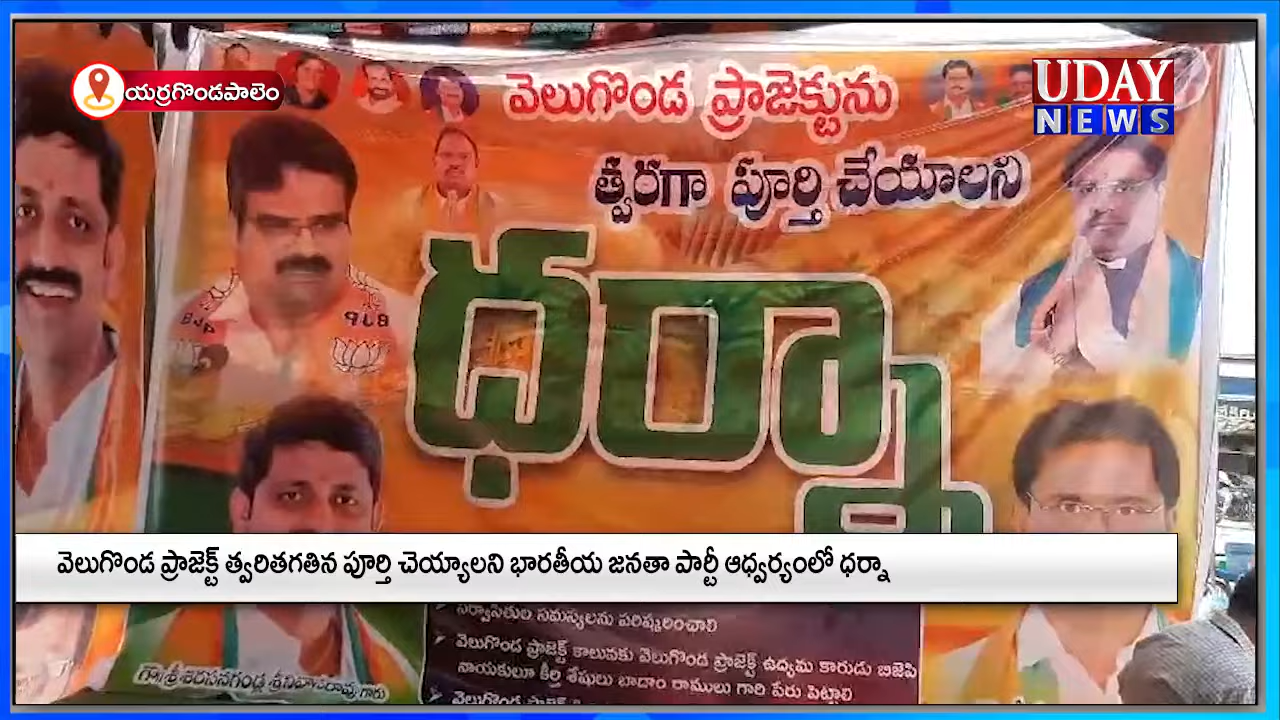 యర్రగొండపాలెం
UDAY
NEWS
వెలుగొండ ప్రాజెక్టును
త్వరగా పూర్తి చేయాలని
ధర్నా
BJP
వెలుగొండ ప్రాజెక్ట్ త్వరితగతిన పూర్తి చెయ్యాలని భారతీయ జనతా పార్టీ ఆధ్వర్యంలో ధర్నా
నిర్వాసితుల సమస్యలను పరిష్కరించాలి
వెలుగొండ ప్రాజెక్ట్ కాలువకు వెలుగొండ ప్రాజెక్ట్ ఉద్యమ కారుడు బిజెపి
నాయకులూ కీర్తి శేషులు బాదాం రాములు గారి పేరు పెట్టాలి
వెలుగొండ